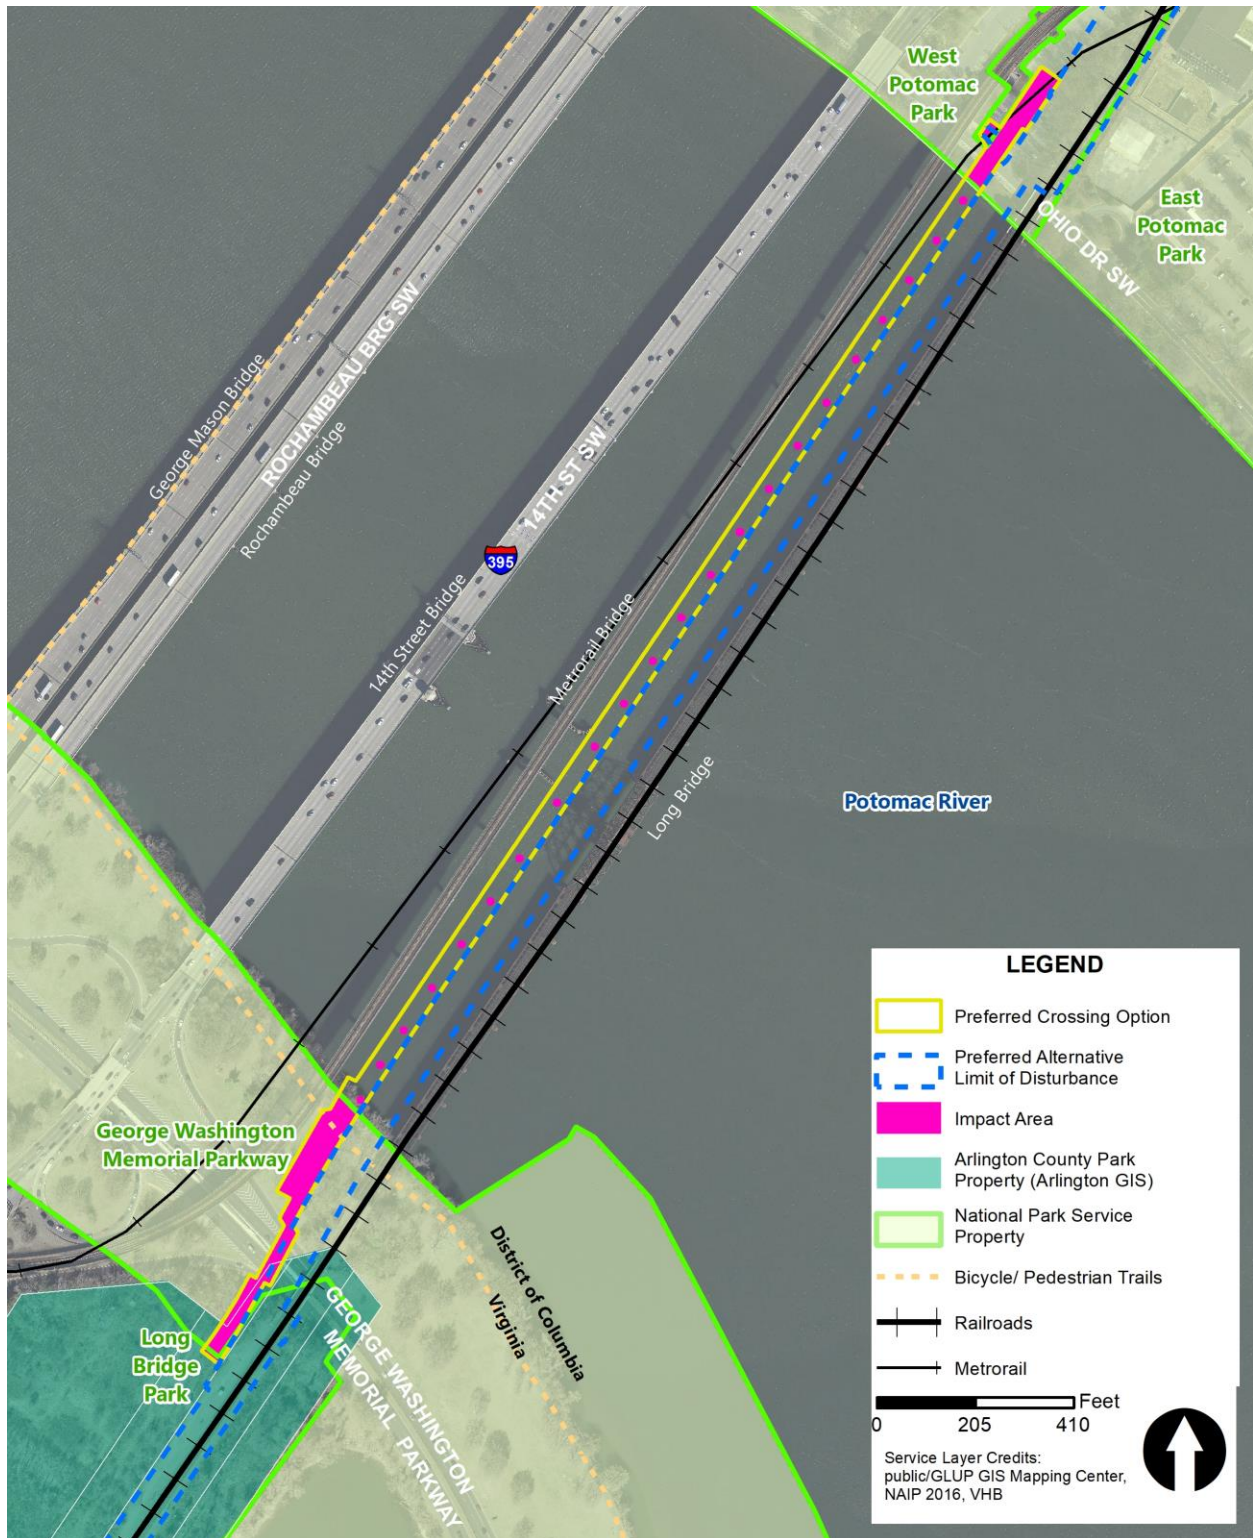 West
Potomac
Park
East
Potomac
Park
OHIO DR SW
George Mason Bridge
ROCHAMBEAU BRG SW
Rochambeau Bridge
14TH ST SW
395
14th Street Bridge
Metrorail Bridge
Long Bridge
Potomac River
George Washington
Memorial Parkway
District of Columbia
Virginia
Long
Bridge
Park
GEORGE WASHINGTON
MEMORIAL PARKWAY
LEGEND
Preferred Crossing Option
Preferred Alternative
Limit of Disturbance
Impact Area
Arlington County Park
Property (Arlington GIS)
National Park Service
Property
Bicycle/ Pedestrian Trails
Railroads
Metrorail
Feet
0 205 410
Service Layer Credits:
public/GLUP GIS Mapping Center,
NAIP 2016, VHB